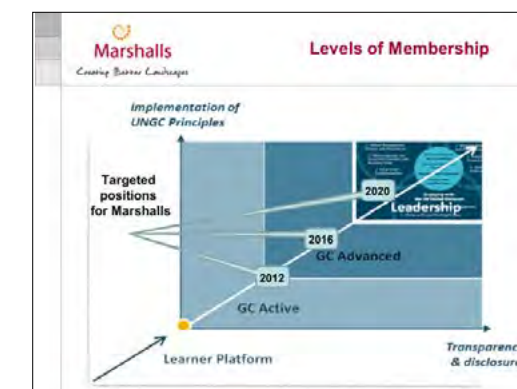 Marshalls
Creating Better Landscapes
Levels of Membership
Implementation of
UNGC Principles
Targeted
positions
for Marshalls
2020
Leadership
2016
GC Advanced
2012
GC Active
Learner Platform
Transparenc
& disclosure